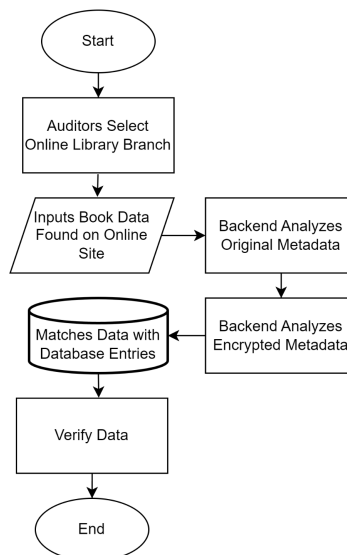 Start
Auditors Select
Online Library Branch
Inputs Book Data
Found on Online
Site
Backend Analyzes
Original Metadata
Backend Analyzes
Encrypted Metadata
Matches Data with
Database Entries
Verify Data
End